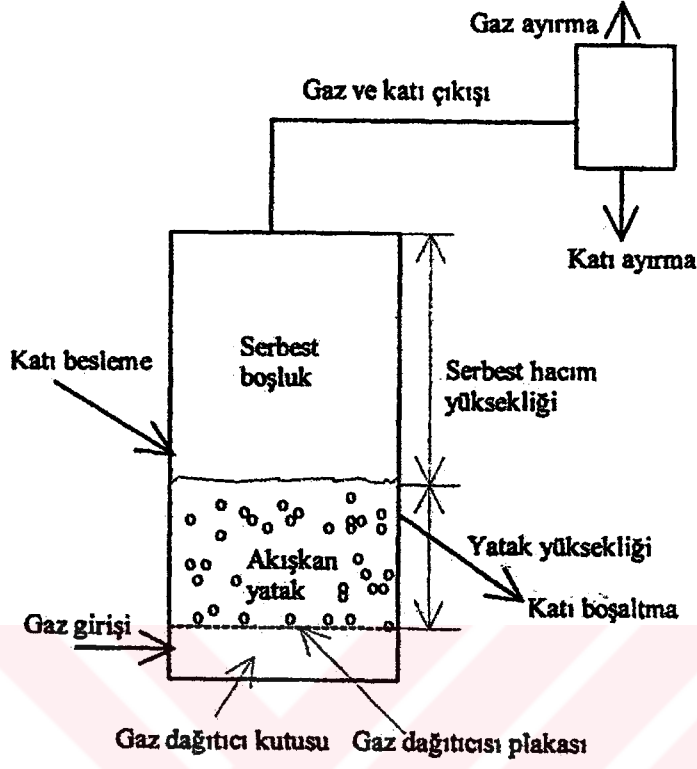 Gaz ayırma
Gaz ve katı çıkışı
Katı ayırma
Katı besleme
Serbest
boşluk
Serbest hacım
yüksekliği
Akışkan
yatak
Yatak yüksekliği
Katı boşaltma
Gaz girişi
Gaz dağıtıcı kutusu
Gaz dağıtıcısı plakası